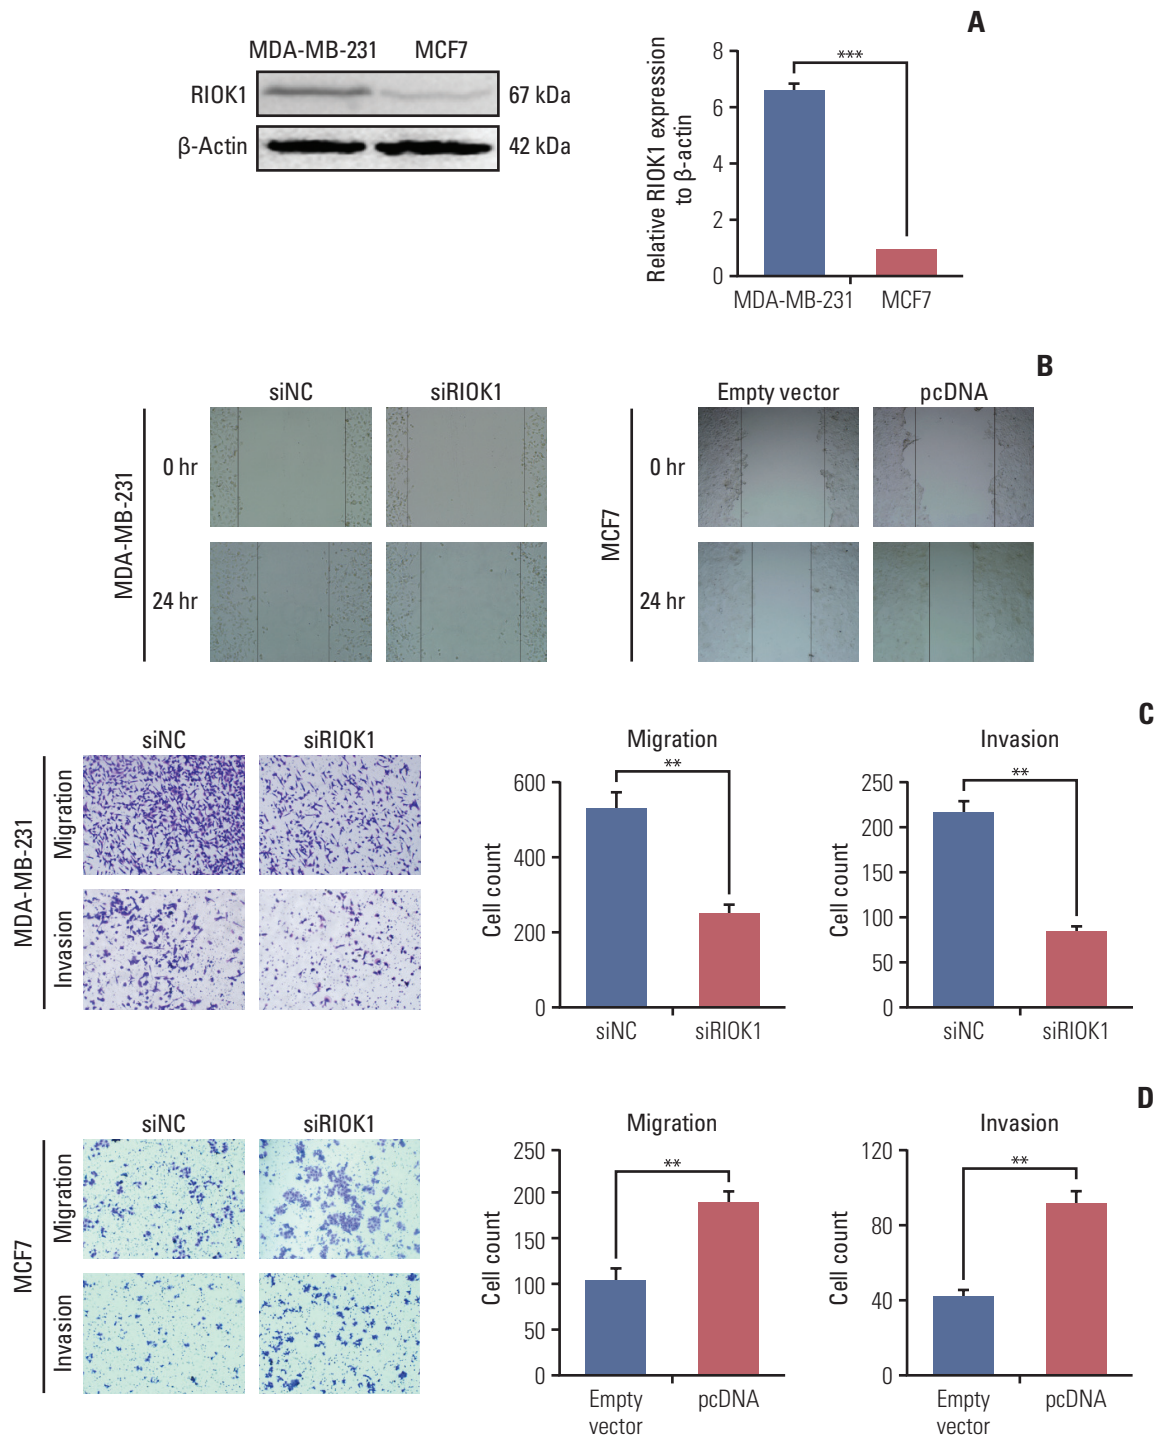 A
MDA-MB-231 MCF7
RIOK1 67 kDa
β-Actin 42 kDa
Relative RIOK1 expression
to β-actin
8
6
4
2
0
***
MDA-MB-231 MCF7
B
siNC siRIOK1
MDA-MB-231
0 hr
24 hr
Empty vector pcDNA
MCF7
0 hr
24 hr
C
siNC siRIOK1
MDA-MB-231
Migration
Invasion
Migration
Cell count
600
400
200
0
**
siNC siRIOK1
Invasion
Cell count
250
200
150
100
50
0
**
siNC siRIOK1
D
siNC siRIOK1
MCF7
Migration
Invasion
Migration
Cell count
250
200
150
100
50
0
**
Empty
vector
pcDNA
Invasion
Cell count
120
80
40
0
**
Empty
vector
pcDNA